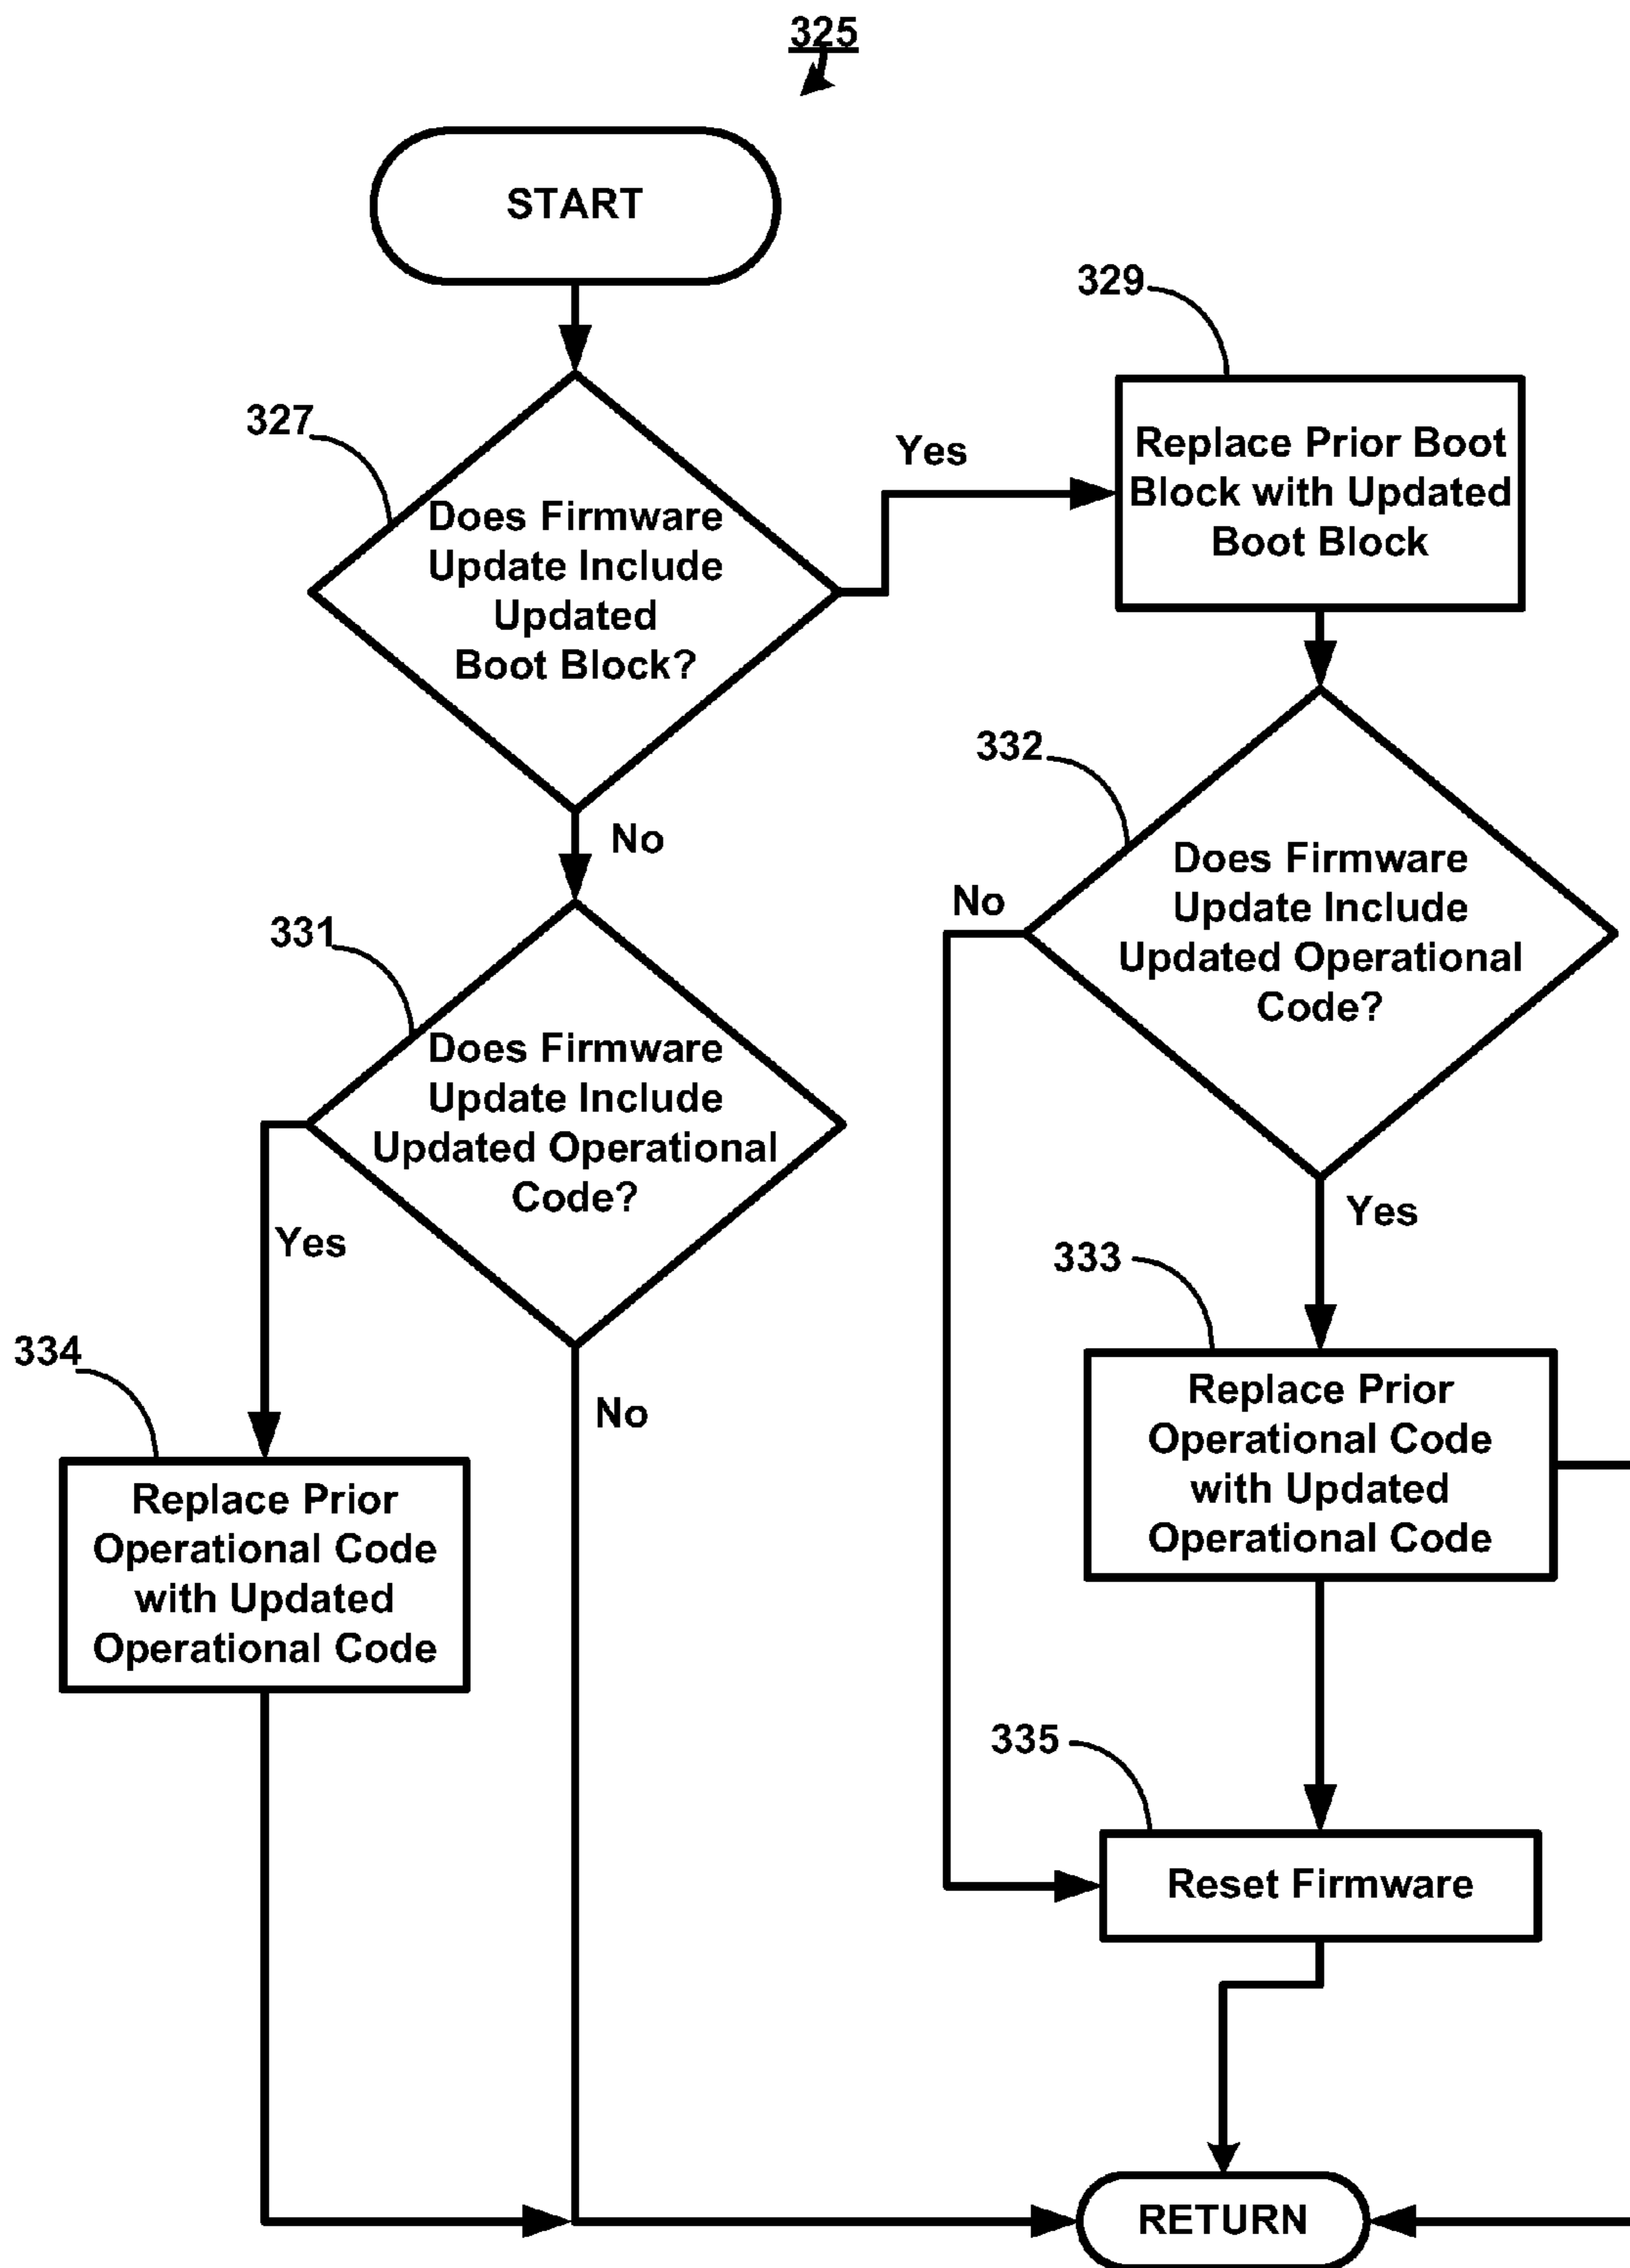 325
START
327
Does Firmware
Update Include
Updated
Boot Block?
Yes
329
Replace Prior Boot
Block with Updated
Boot Block
No
332
Does Firmware
Update Include
Updated Operational
Code?
No
Yes
331
Does Firmware
Update Include
Updated Operational
Code?
Yes
No
333
Replace Prior
Operational Code
with Updated
Operational Code
334
Replace Prior
Operational Code
with Updated
Operational Code
335
Reset Firmware
RETURN